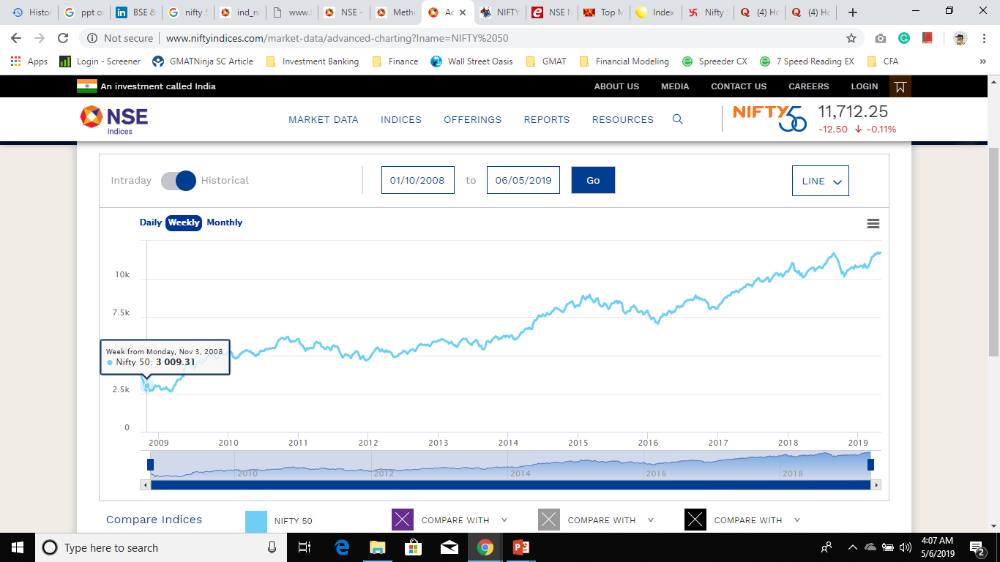 Histor
ppt or
BSE &
nifty 5
ind_ni
www.l
NSE -
Metho
Ac
NIFTY
NSE N
Top M
Index
Nifty
(4) Ho
(4) Ho
Not secure | www.niftyindices.com/market-data/advanced-charting?Iname=NIFTY%2050
Apps Login - Screener GMATNinja SC Article Investment Banking Finance Wall Street Oasis GMAT Financial Modeling Spreeder CX 7 Speed Reading EX CFA »
An investment called India ABOUT US MEDIA CONTACT US CAREERS LOGIN
NSE
Indices
MARKET DATA INDICES OFFERINGS REPORTS RESOURCES
NIFTY 50
11,712.25
-12.50 ↓ -0.11%
Intraday Historical 01/10/2008 to 06/05/2019 Go LINE
Daily Weekly Monthly
10k
7.5k
Week from Monday, Nov 3, 2008
Nifty 50: 3 009.31
2.5k
0
2009 2010 2011 2012 2013 2014 2015 2016 2017 2018 2019
2010 2012 2014 2016 2018
Compare Indices NIFTY 50 COMPARE WITH COMPARE WITH COMPARE WITH
Type here to search
4:07 AM
5/6/2019
2